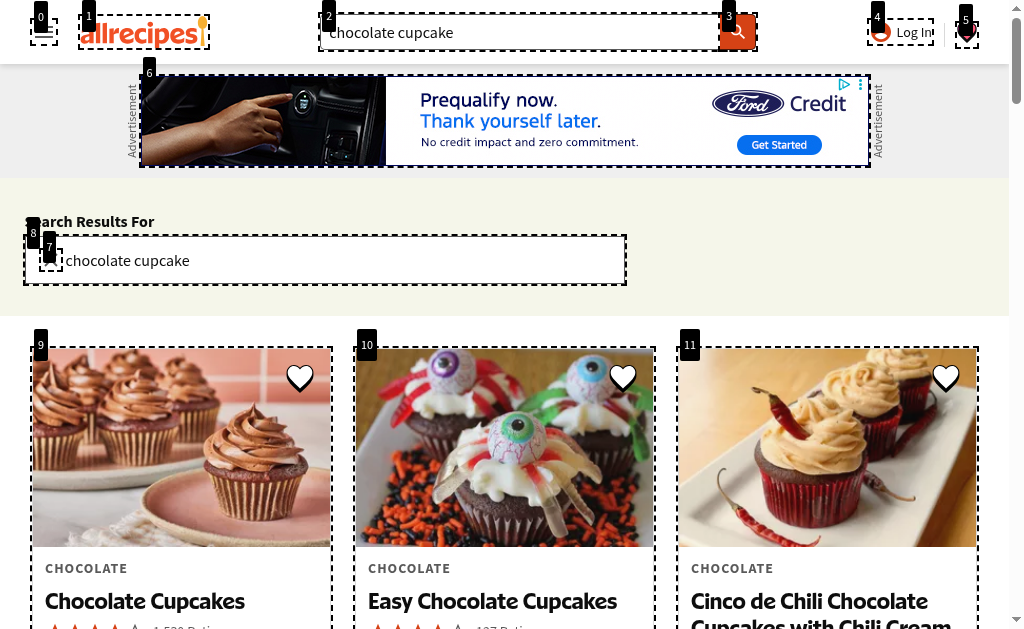 0
1
2
3
4
5
allrecipes
chocolate cupcake
Log In
6
Advertisement
Prequalify now.
Thank yourself later.
No credit impact and zero commitment.
Ford
Credit
Get Started
Advertisement
Search Results For
8
7
chocolate cupcake
9
10
11
CHOCOLATE
Chocolate Cupcakes
CHOCOLATE
Easy Chocolate Cupcakes
CHOCOLATE
Cinco de Chili Chocolate
Cupcakes with Chili Cream